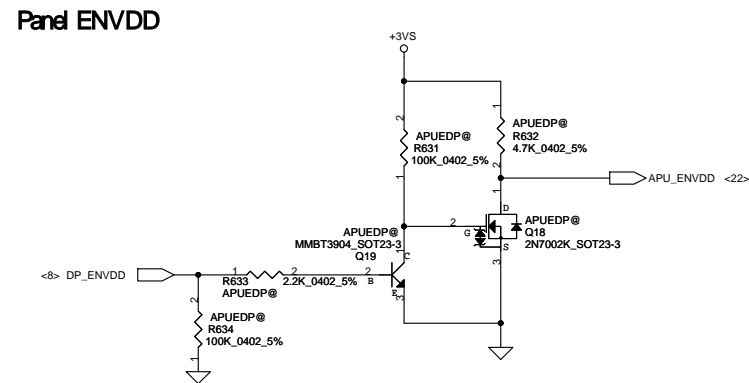 Panel ENVDD
+3VS
2
1
APUEDP@
R631
100K_0402_5%
1
APUEDP@
R632
4.7K_0402_5%
2
APU_ENVDD <22>
1
D
2
G
S
3
APUEDP@
Q18
2N7002K_SOT23-3
APUEDP@
MMBT3904_SOT23-3
Q19
1
C
<8> DP_ENVDD
1
2
2
B
E
3
R633
2.2K_0402_5%
APUEDP@
2
APUEDP@
R634
100K_0402_5%
1